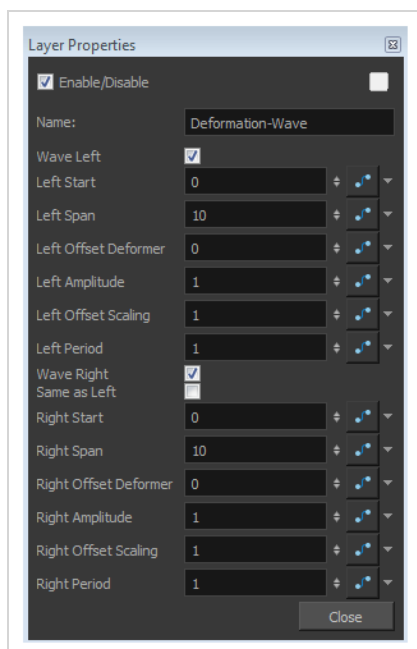 Layer Properties
Enable/Disable
Name: Deformation-Wave
Wave Left
Left Start 0
Left Span 10
Left Offset Deformer 0
Left Amplitude 1
Left Offset Scaling 1
Left Period 1
Wave Right
Same as Left
Right Start 0
Right Span 10
Right Offset Deformer 0
Right Amplitude 1
Right Offset Scaling 1
Right Period 1
Close